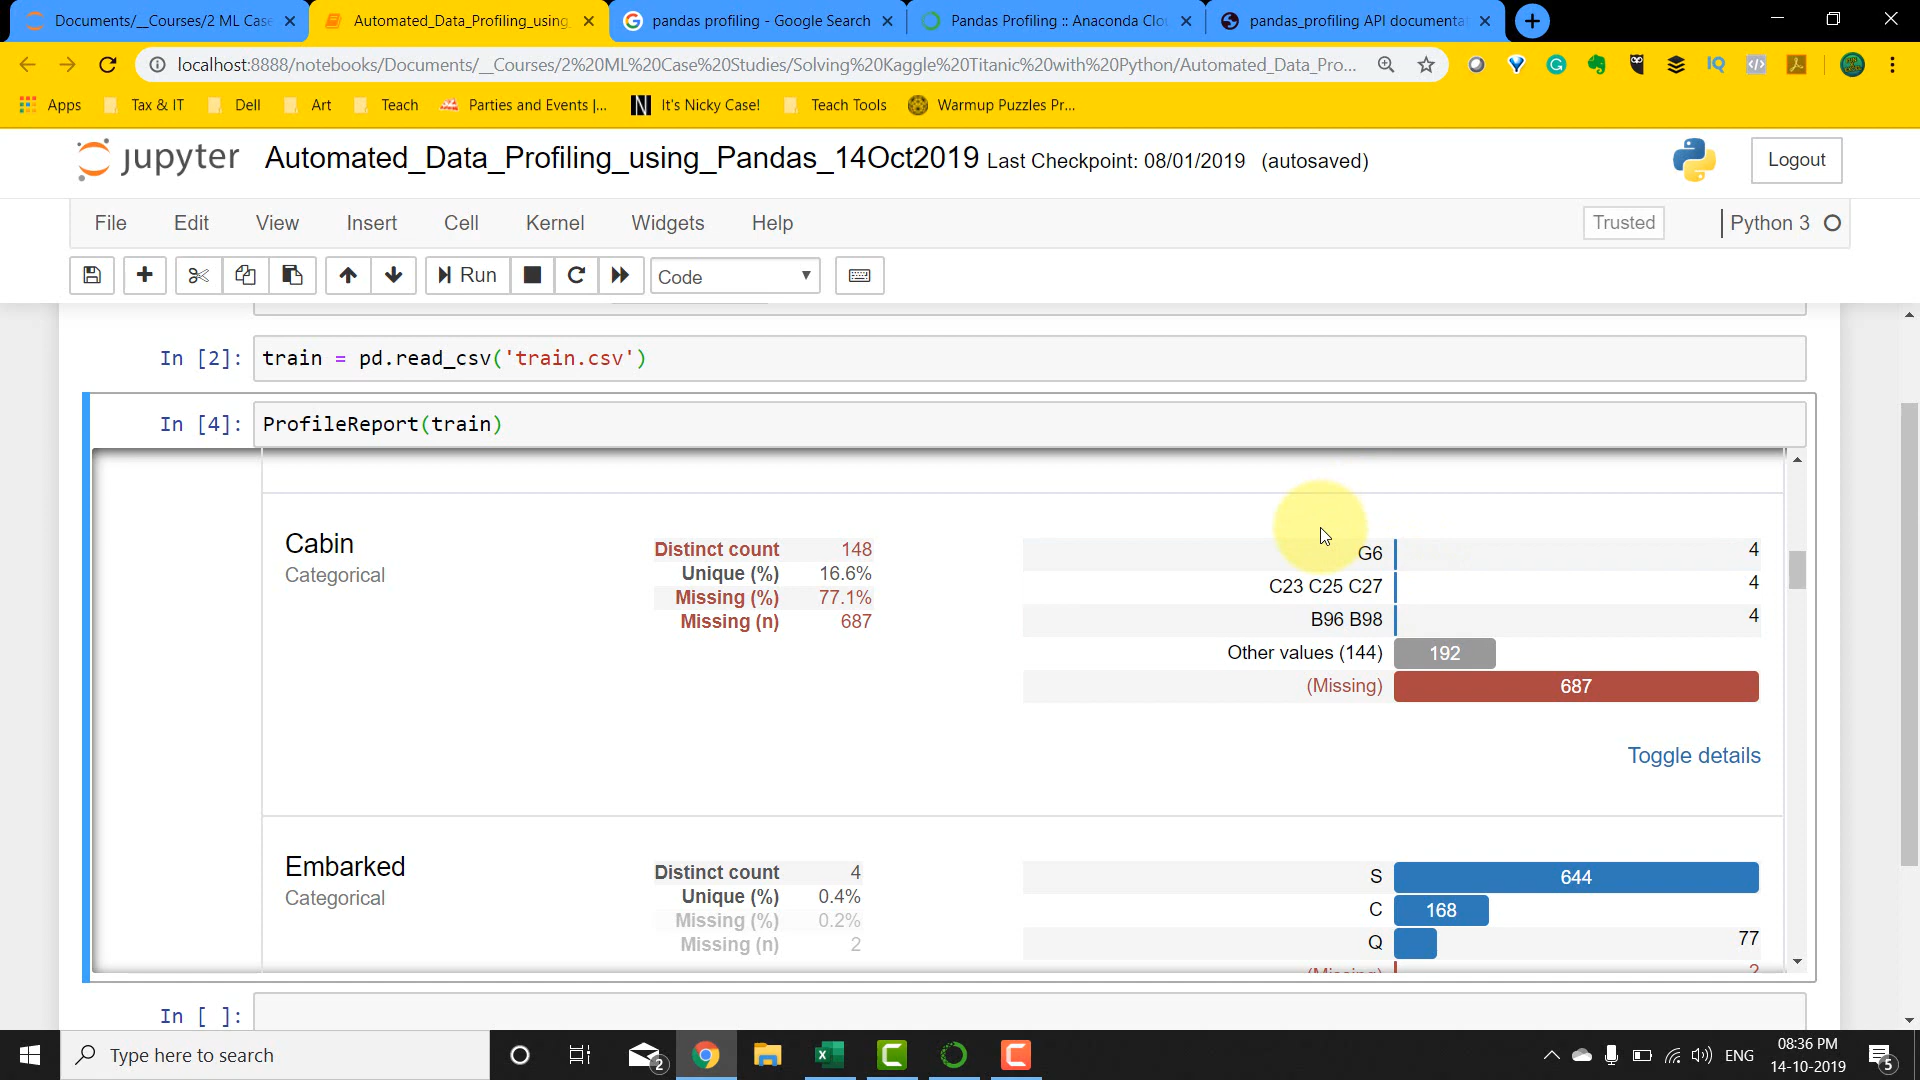 Documents/__Courses/2 ML Case
Automated_Data_Profiling_using_
pandas profiling - Google Search
Pandas Profiling :: Anaconda Clo
pandas_profiling API documenta
localhost:8888/notebooks/Documents/__Courses/2%20ML%20Case%20Studies/Solving%20Kaggle%20Titanic%20with%20Python/Automated_Data_Pro...
Apps
Tax & IT
Dell
Art
Teach
Parties and Events |...
It's Nicky Case!
Teach Tools
Warmup Puzzles Pr...
jupyter
Automated_Data_Profiling_using_Pandas_14Oct2019
Last Checkpoint: 08/01/2019 (autosaved)
Logout
File
Edit
View
Insert
Cell
Kernel
Widgets
Help
Trusted
Python 3
Run
Code
In [2]:
train = pd.read_csv('train.csv')
In [4]:
ProfileReport(train)
Cabin
Categorical
Distinct count 148
Unique (%) 16.6%
Missing (%) 77.1%
Missing (n) 687
G6 4
C23 C25 C27 4
B96 B98 4
Other values (144) 192
(Missing) 687
Toggle details
Embarked
Categorical
Distinct count 4
Unique (%) 0.4%
Missing (%) 0.2%
Missing (n) 2
S 644
C 168
Q 77
(Missing) 2
In [ ]:
Type here to search
2
ENG
08:36 PM
14-10-2019
5